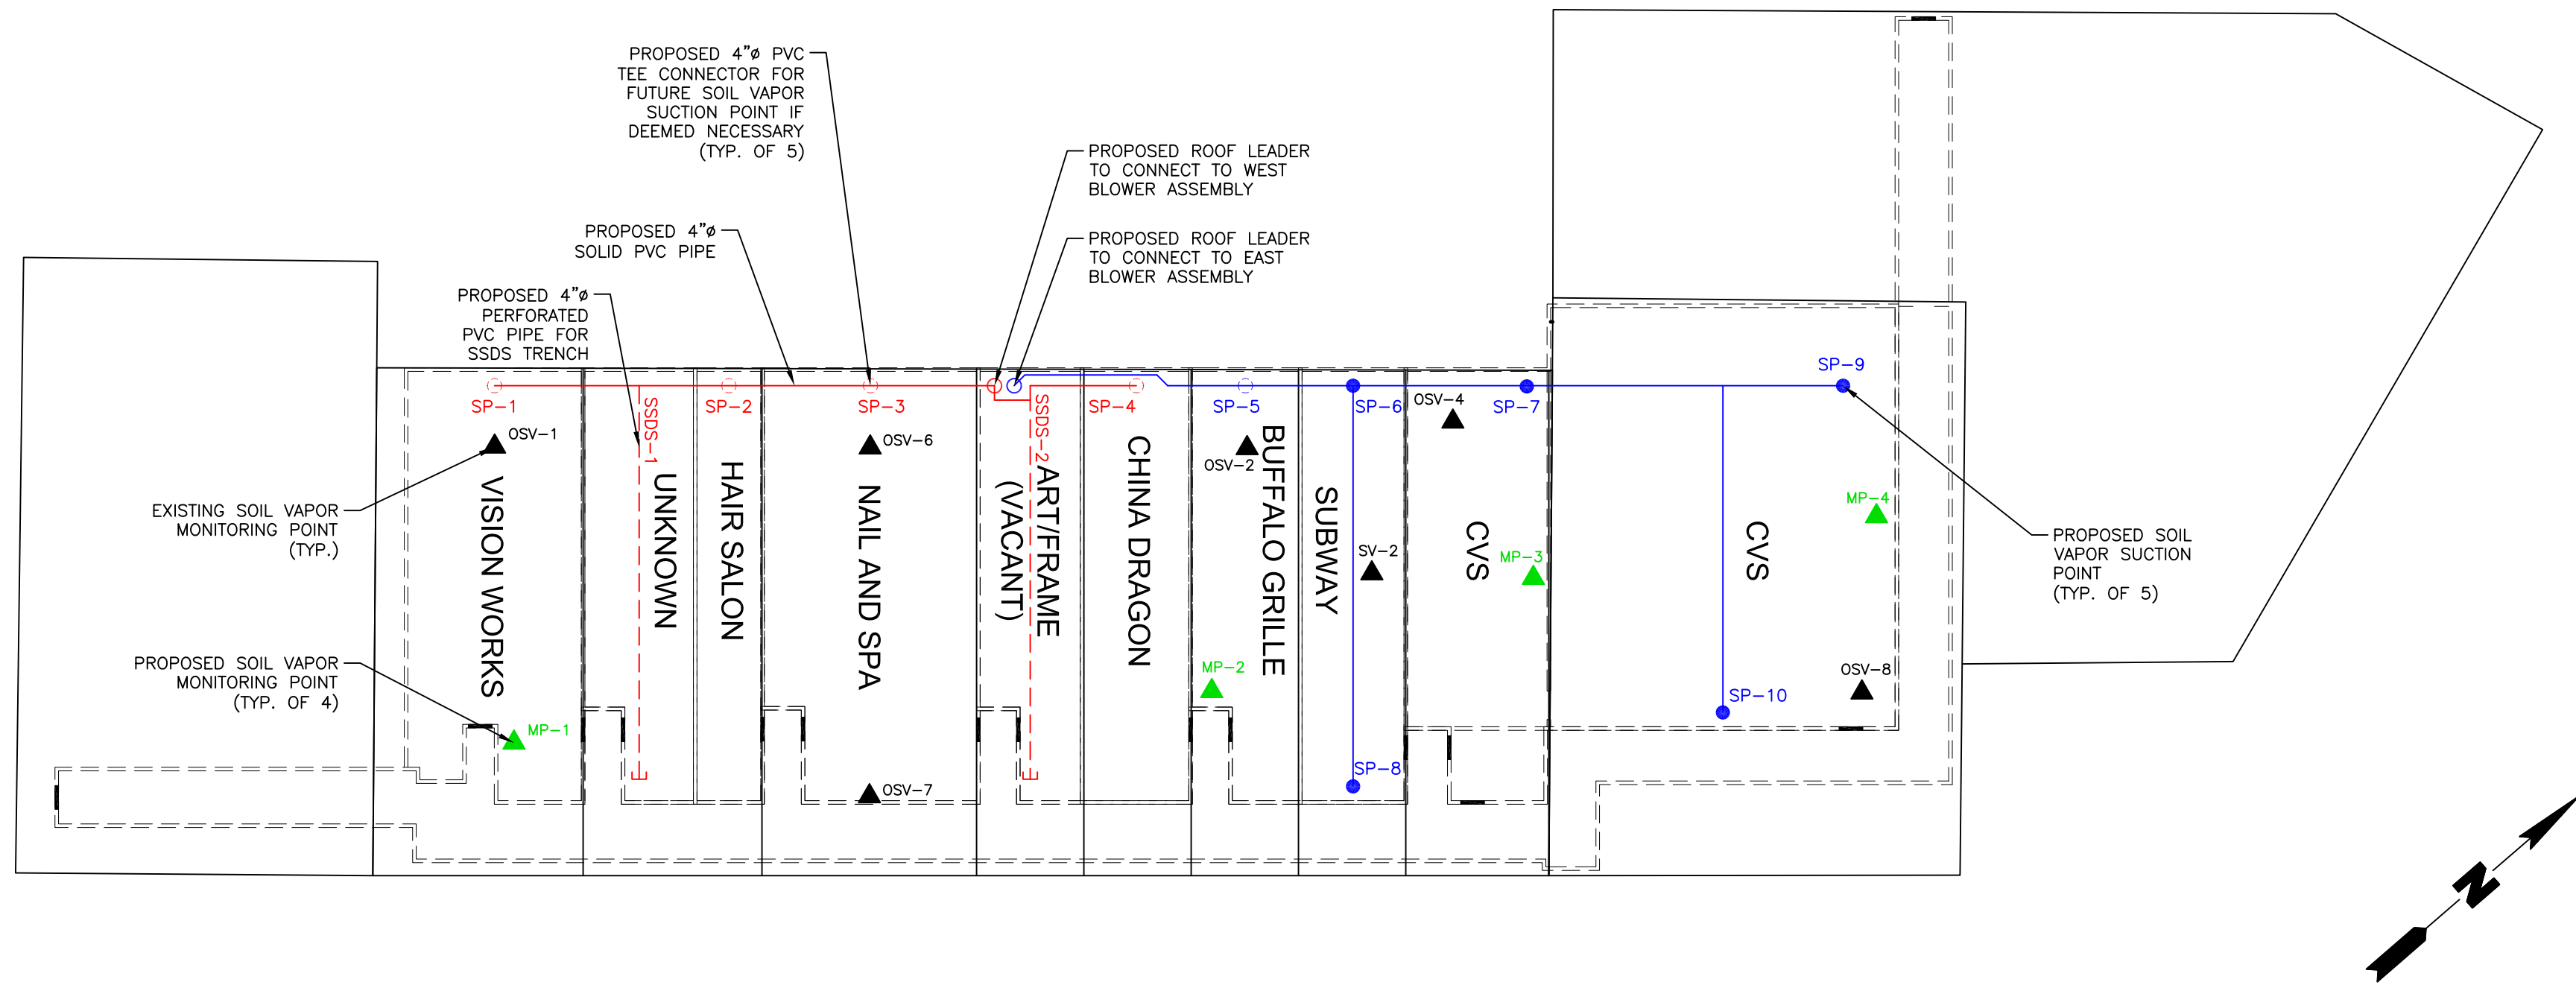 PROPOSED 4"ø PVC
TEE CONNECTOR FOR
FUTURE SOIL VAPOR
SUCTION POINT IF
DEEMED NECESSARY
(TYP. OF 5)
PROPOSED ROOF LEADER
TO CONNECT TO WEST
BLOWER ASSEMBLY
PROPOSED 4"ø
SOLID PVC PIPE
PROPOSED ROOF LEADER
TO CONNECT TO EAST
BLOWER ASSEMBLY
PROPOSED 4"ø
PERFORATED
PVC PIPE FOR
SSDS TRENCH
SP-9
SP-1
SP-2
SP-3
SP-4
SP-5
SP-6
SP-7
OSV-4
OSV-1
SSDS-1
OSV-6
SSDS-2
OSV-2
EXISTING SOIL VAPOR
MONITORING POINT
(TYP.)
VISION WORKS
UNKNOWN
HAIR SALON
NAIL AND SPA
ART/FRAME
(VACANT)
CHINA DRAGON
BUFFALO GRILLE
SUBWAY
SV-2
CVS
MP-3
CVS
MP-4
PROPOSED SOIL
VAPOR SUCTION
POINT
(TYP. OF 5)
PROPOSED SOIL VAPOR
MONITORING POINT
(TYP. OF 4)
MP-1
MP-2
OSV-8
SP-10
SP-8
OSV-7
N